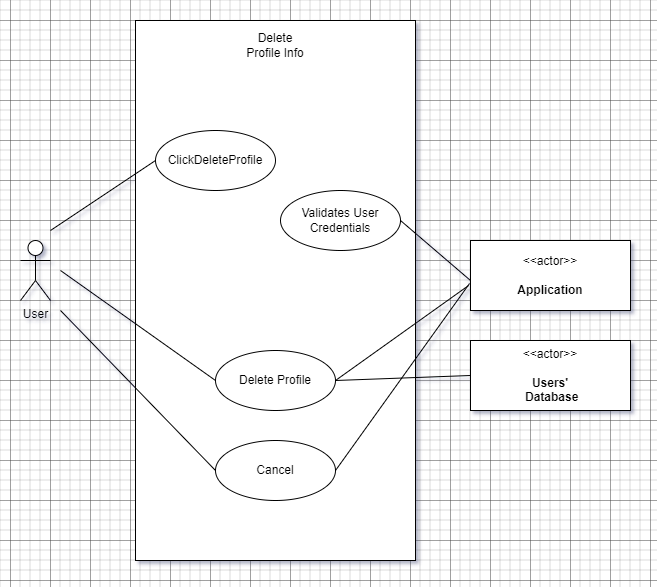 Delete
Profile Info
ClickDeleteProfile
Validates User
Credentials
<<actor>>
Application
User
<<actor>>
Users'
Database
Delete Profile
Cancel